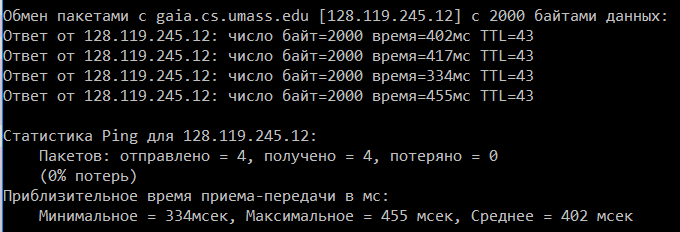 Обмен пакетами с gaia.cs.umass.edu [128.119.245.12] с 2000 байтами данных:
Ответ от 128.119.245.12: число байт=2000 время=402мс TTL=43
Ответ от 128.119.245.12: число байт=2000 время=417мс TTL=43
Ответ от 128.119.245.12: число байт=2000 время=334мс TTL=43
Ответ от 128.119.245.12: число байт=2000 время=455мс TTL=43
Статистика Ping для 128.119.245.12:
Пакетов: отправлено = 4, получено = 4, потеряно = 0
(0% потерь)
Приблизительное время приема-передачи в мс:
Минимальное = 334мсек, Максимальное = 455 мсек, Среднее = 402 мсек